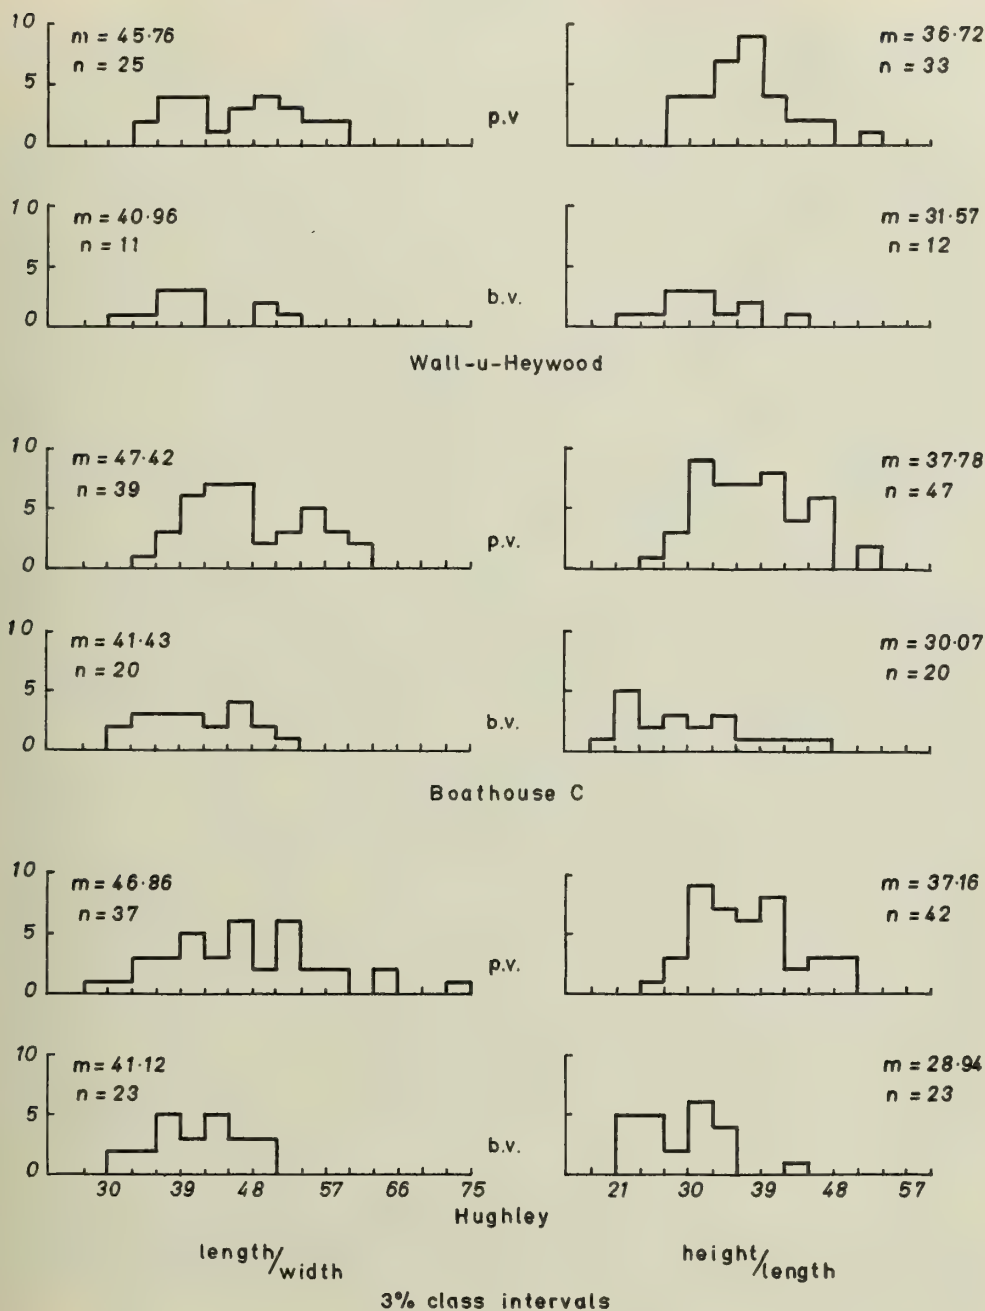 10
5
0
m = 45·76
n = 25
p.v
m = 36·72
n = 33
10
5
0
m = 40·96
n = 11
b.v.
m = 31·57
n = 12
Wall-u-Heywood
10
5
0
m = 47·42
n = 39
p.v.
m = 37·78
n = 47
10
5
0
m = 41·43
n = 20
b.v.
m = 30·07
n = 20
Boathouse C
10
5
0
m = 46·86
n = 37
p.v.
m = 37·16
n = 42
10
5
0
m = 41·12
n = 23
b.v.
m = 28·94
n = 23
30 39 48 57 66 75
21 30 39 48 57
Hughley
length/width
height/length
3% class intervals